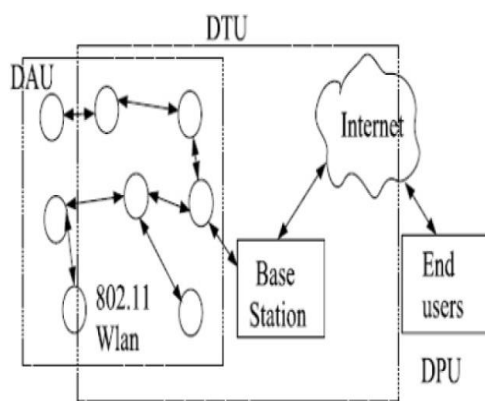 DTU
DAU
Internet
802.11
Wlan
Base
Station
End
users
DPU